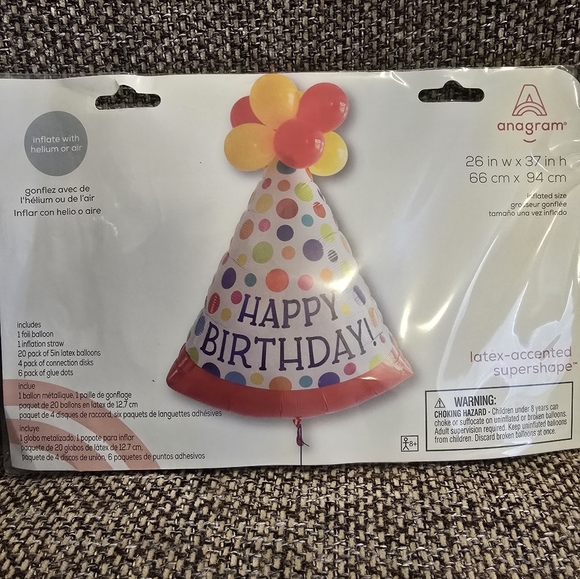 inflate with
helium or air
gonflez avec de
l'hélium ou de l'air
Inflar con helio o aire
anagram®
26 in w x 37 in h
66 cm x 94 cm
inflated size
grosseur gonflée
tamaño una vez inflado
HAPPY
BIRTHDAY!
includes
1 foil balloon
1 inflation straw
20 pack of 5in latex balloons
4 pack of connection disks
6 pack of glue dots
inclue
1 ballon métallique, 1 paille de gonflage
paquet de 20 ballons en latex de 12.7 cm
paquet de 4 disques de raccord, six paquets de languettes adhésives
incluye
1 globo metalizado, 1 popote para inflar
paquete de 20 globos de látex de 12.7 cm,
paquete de 4 discos de unión, 6 paquetes de puntos adhesivos
latex-accented
supershape™
WARNING:
CHOKING HAZARD - Children under 8 years can
choke or suffocate on uninflated or broken balloons.
Adult supervision required. Keep uninflated balloons
from children. Discard broken balloons at once.
8+